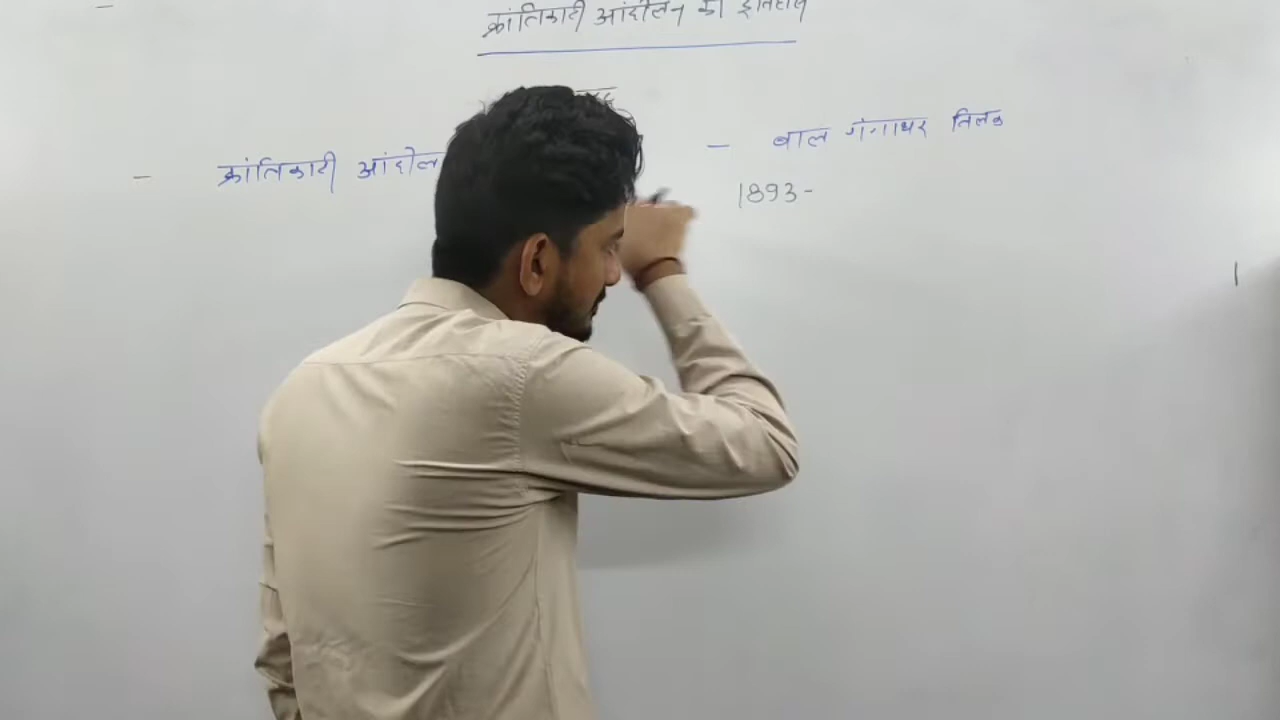 क्रांतिकारी आंदोलन का इतिहास
क्रांतिकारी आंदोल
- बाल गंगाधर तिलक
1893-